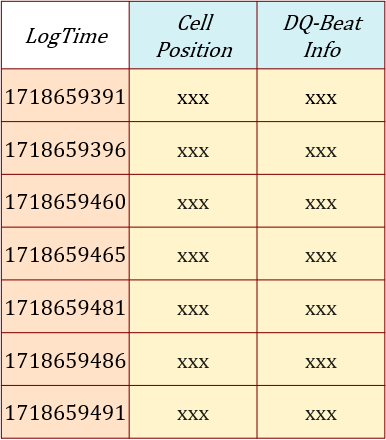 LogTime Cell Position DQ-Beat Info
1718659391 xxx xxx
1718659396 xxx xxx
1718659460 xxx xxx
1718659465 xxx xxx
1718659481 xxx xxx
1718659486 xxx xxx
1718659491 xxx xxx